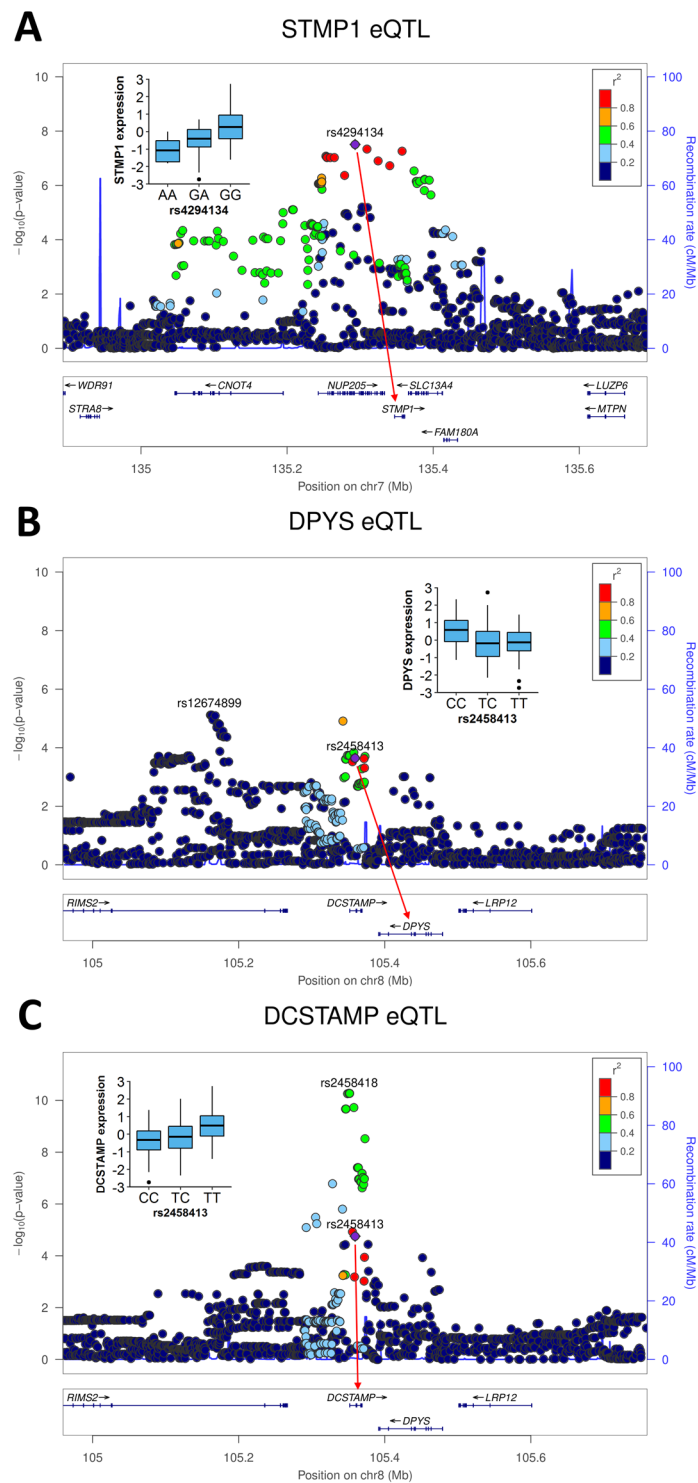 A
STMP1 eQTL
10
8
6
4
2
0
−log10(p−value)
100
80
60
40
20
0
Recombination rate (cM/Mb)
r2
0.8
0.6
0.4
0.2
rs4294134
STMP1 expression
3
2
1
0
-1
-2
-3
AA GA GG
rs4294134
←WDR91
←CNOT4
NUP205→
←SLC13A4
←LUZP6
STRA8→
STMP1→
←MTPN
←FAM180A
135 135.2 135.4 135.6
Position on chr7 (Mb)
B
DPYS eQTL
10
8
6
4
2
0
−log10(p−value)
100
80
60
40
20
0
Recombination rate (cM/Mb)
r2
0.8
0.6
0.4
0.2
DPYS expression
3
2
1
0
-1
-2
-3
CC TC TT
rs2458413
rs12674899
rs2458413
RIMS2→
DCSTAMP→
←LRP12
←DPYS
105 105.2 105.4 105.6
Position on chr8 (Mb)
C
DCSTAMP eQTL
10
8
6
4
2
0
−log10(p−value)
100
80
60
40
20
0
Recombination rate (cM/Mb)
r2
0.8
0.6
0.4
0.2
rs2458418
DCSTAMP expression
3
2
1
0
-1
-2
-3
CC TC TT
rs2458413
rs2458413
RIMS2→
DCSTAMP→
←LRP12
←DPYS
105 105.2 105.4 105.6
Position on chr8 (Mb)